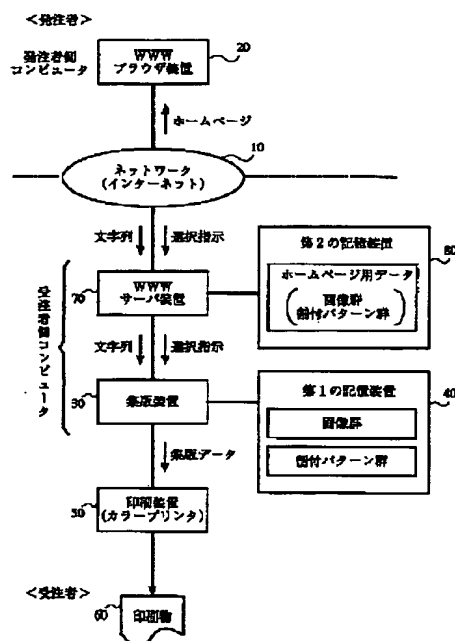 <発注者>
発注者側
コンピュータ
WWW
ブラウザ装置
20
ホームページ
10
ネットワーク
(インターネット)
文字列
選択指示
第2の記憶装置
80
ホームページ用データ
画像群
割付パターン群
70
WWW
サーバ装置
受注者側コンピュータ
文字列
選択指示
第1の記憶装置
40
画像群
割付パターン群
30
集版装置
集版データ
50
印刷装置
(カラープリンタ)
<受注者>
60
印刷物